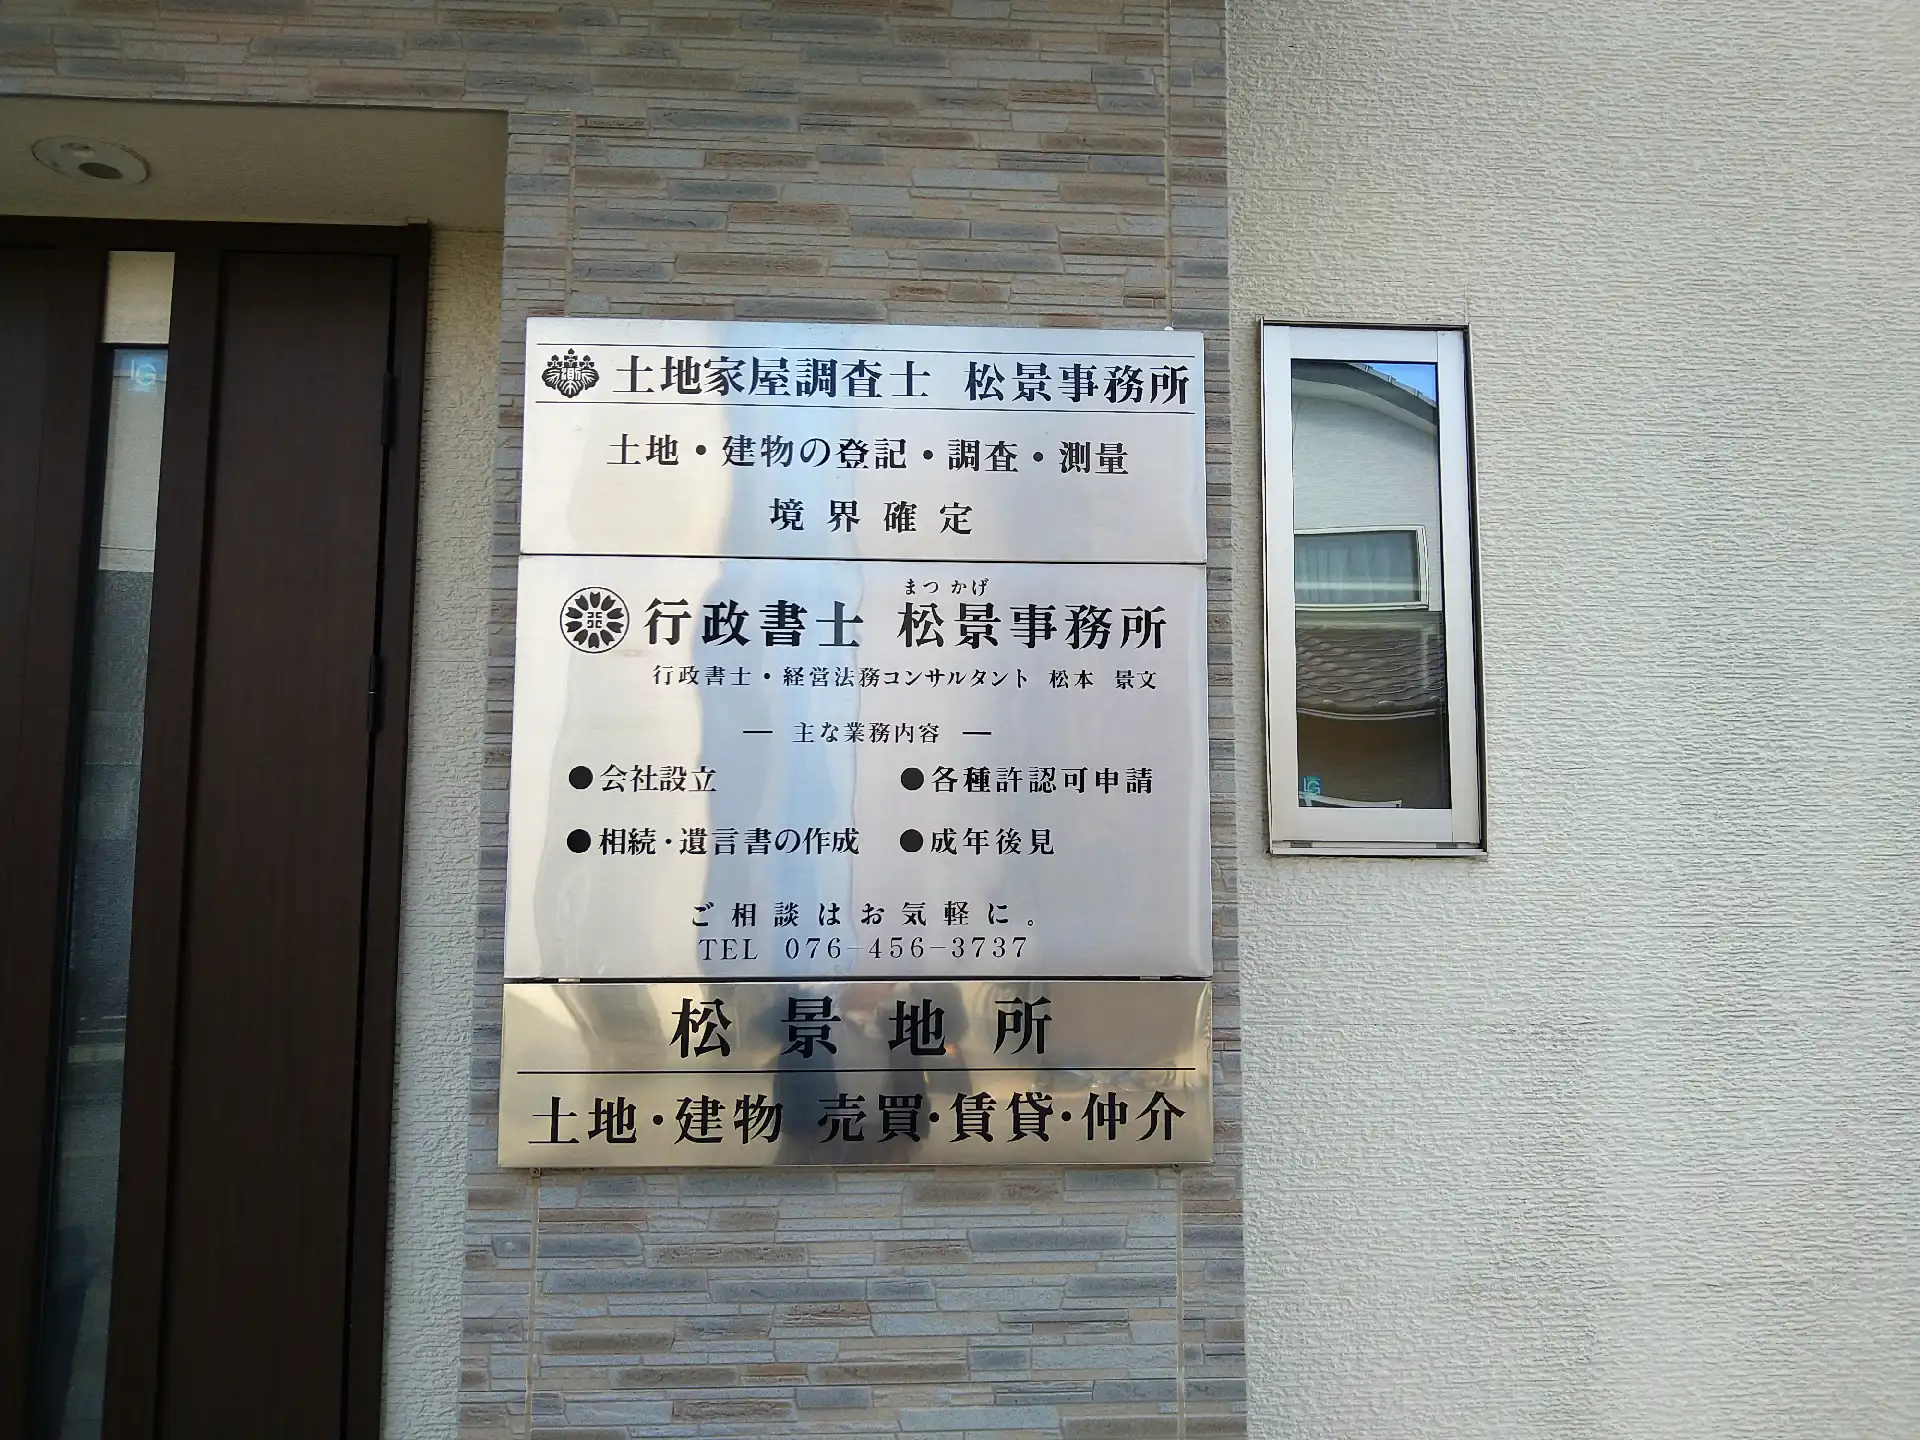 土地家屋調査士 松景事務所
土地・建物の登記・調査・測量
境界確定
まつ かげ
行政書士 松景事務所
行政書士・経営法務コンサルタント 松本 景文
― 主な業務内容 ―
●会社設立 ●各種許認可申請
●相続・遺言書の作成 ●成年後見
ご相談はお気軽に。
TEL 076-456-3737
松景地所
土地・建物 売買・賃貸・仲介
LG
LG